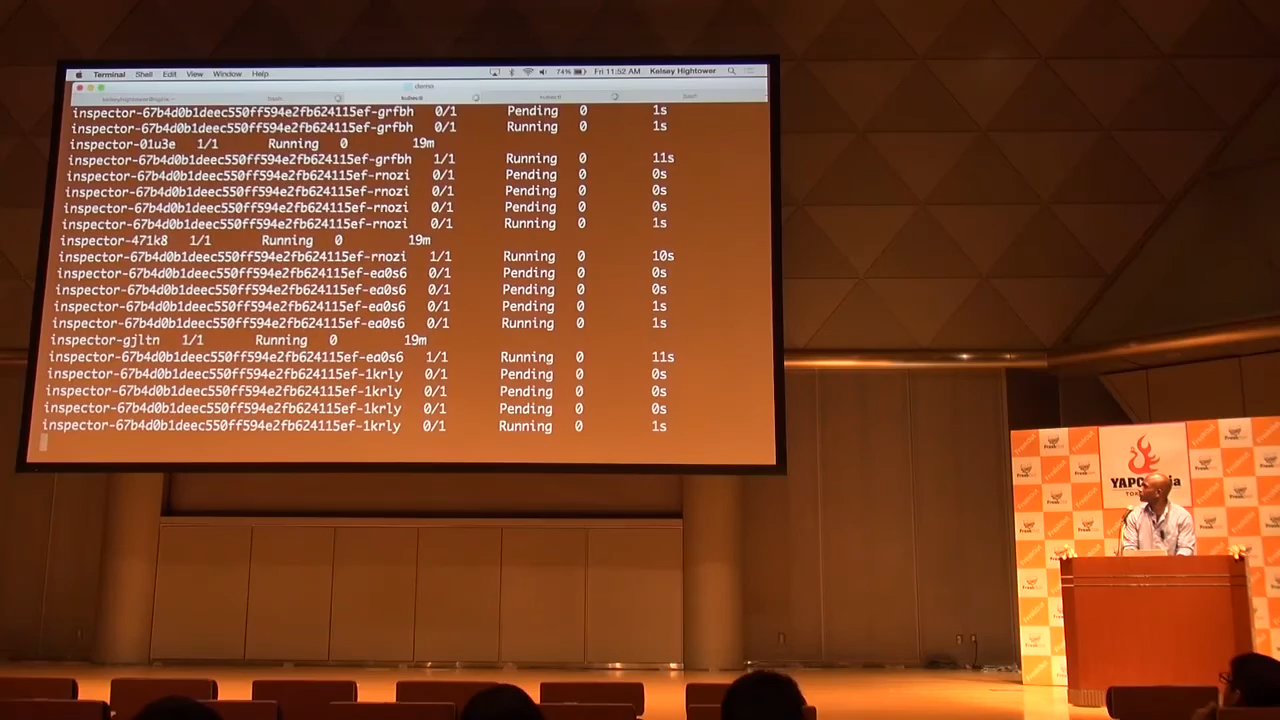 Terminal Shell Edit View Window Help 74% Fri 11:52 AM Kelsey Hightower
demo
bash kubectl kubectl bash
inspector-67b4d0b1deec550ff594e2fb624115ef-grfbh 0/1 Pending 0 1s
inspector-67b4d0b1deec550ff594e2fb624115ef-grfbh 0/1 Running 0 1s
inspector-01u3e 1/1 Running 0 19m
inspector-67b4d0b1deec550ff594e2fb624115ef-grfbh 1/1 Running 0 11s
inspector-67b4d0b1deec550ff594e2fb624115ef-rnozi 0/1 Pending 0 0s
inspector-67b4d0b1deec550ff594e2fb624115ef-rnozi 0/1 Pending 0 0s
inspector-67b4d0b1deec550ff594e2fb624115ef-rnozi 0/1 Pending 0 0s
inspector-67b4d0b1deec550ff594e2fb624115ef-rnozi 0/1 Running 0 1s
inspector-471k8 1/1 Running 0 19m
inspector-67b4d0b1deec550ff594e2fb624115ef-rnozi 1/1 Running 0 10s
inspector-67b4d0b1deec550ff594e2fb624115ef-ea0s6 0/1 Pending 0 0s
inspector-67b4d0b1deec550ff594e2fb624115ef-ea0s6 0/1 Pending 0 0s
inspector-67b4d0b1deec550ff594e2fb624115ef-ea0s6 0/1 Pending 0 1s
inspector-67b4d0b1deec550ff594e2fb624115ef-ea0s6 0/1 Running 0 1s
inspector-gjltn 1/1 Running 0 19m
inspector-67b4d0b1deec550ff594e2fb624115ef-ea0s6 1/1 Running 0 11s
inspector-67b4d0b1deec550ff594e2fb624115ef-1krly 0/1 Pending 0 0s
inspector-67b4d0b1deec550ff594e2fb624115ef-1krly 0/1 Pending 0 0s
inspector-67b4d0b1deec550ff594e2fb624115ef-1krly 0/1 Pending 0 0s
inspector-67b4d0b1deec550ff594e2fb624115ef-1krly 0/1 Running 0 1s